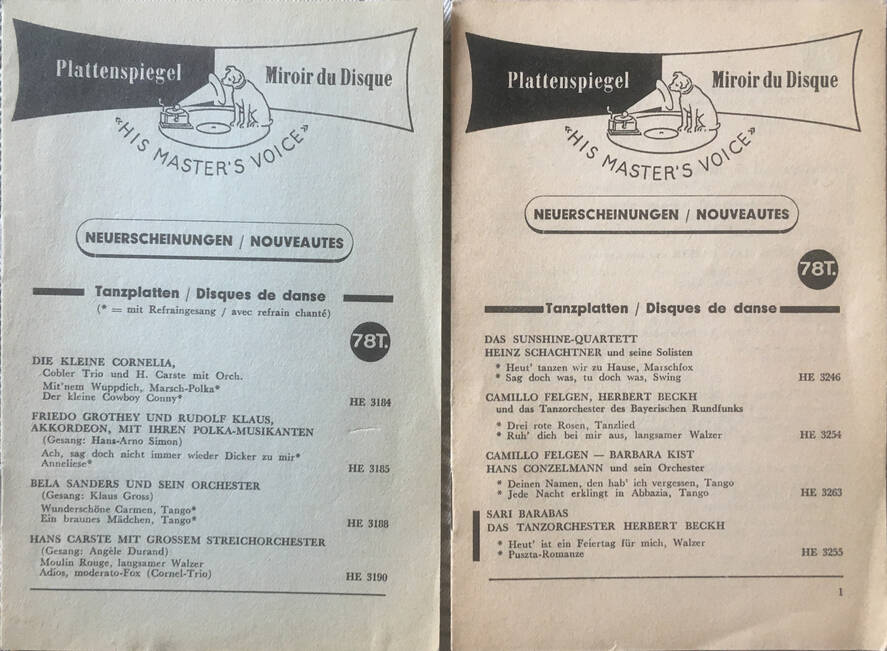 Plattenspiegel
Miroir du Disque
«HIS MASTER'S VOICE»
NEUERSCHEINUNGEN / NOUVEAUTES
Tanzplatten / Disques de danse
(* = mit Refraingesang / avec refrain chanté)
78T.
DIE KLEINE CORNELIA,
Cobler Trio und H. Carste mit Orch.
Mit'nem Wuppdich, Marsch-Polka*
Der kleine Cowboy Conny*
HE 3184
FRIEDO GROTHEY UND RUDOLF KLAUS,
AKKORDEON, MIT IHREN POLKA-MUSIKANTEN
(Gesang: Hans-Arno Simon)
Ach, sag doch nicht immer wieder Dicker zu mir*
Anneliese*
HE 3185
BELA SANDERS UND SEIN ORCHESTER
(Gesang: Klaus Gross)
Wunderschöne Carmen, Tango*
Ein braunes Mädchen, Tango*
HE 3188
HANS CARSTE MIT GROSSEM STREICHORCHESTER
(Gesang: Angèle Durand)
Moulin Rouge, langsamer Walzer
Adios, moderato-Fox (Cornel-Trio)
HE 3190
Plattenspiegel
Miroir du Disque
«HIS MASTER'S VOICE»
NEUERSCHEINUNGEN / NOUVEAUTES
78T.
Tanzplatten / Disques de danse
DAS SUNSHINE-QUARTETT
HEINZ SCHACHTNER und seine Solisten
* Heut' tanzen wir zu Hause, Marschfox
* Sag doch was, tu doch was, Swing
HE 3246
CAMILLO FELGEN, HERBERT BECKH
und das Tanzorchester des Bayerischen Rundfunks
* Drei rote Rosen, Tanzlied
* Ruh' dich bei mir aus, langsamer Walzer
HE 3254
CAMILLO FELGEN — BARBARA KIST
HANS CONZELMANN und sein Orchester
* Deinen Namen, den hab' ich vergessen, Tango
* Jede Nacht erklingt in Abbazia, Tango
HE 3263
SARI BARABAS
DAS TANZORCHESTER HERBERT BECKH
* Heut' ist ein Feiertag für mich, Walzer
* Puszta-Romanze
HE 3255
1